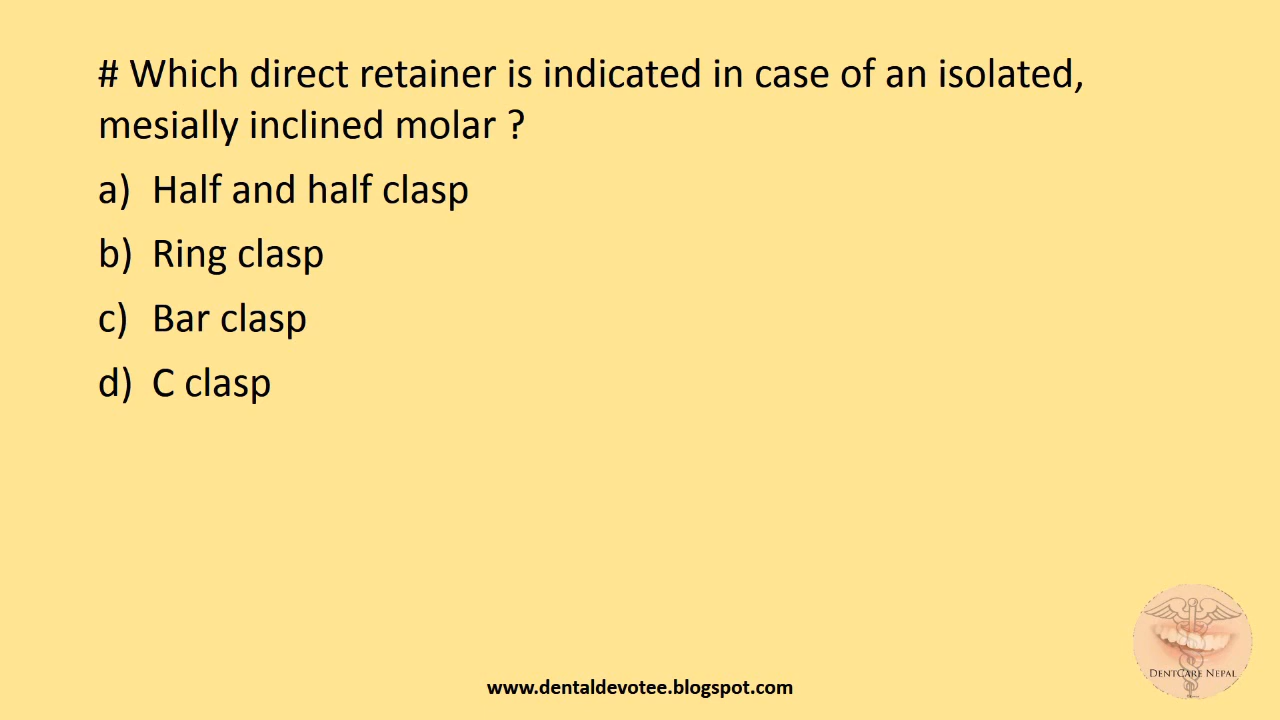 # Which direct retainer is indicated in case of an isolated,
mesially inclined molar ?
a) Half and half clasp
b) Ring clasp
c) Bar clasp
d) C clasp
DENTCARE NEPAL
www.dentaldevotee.blogspot.com